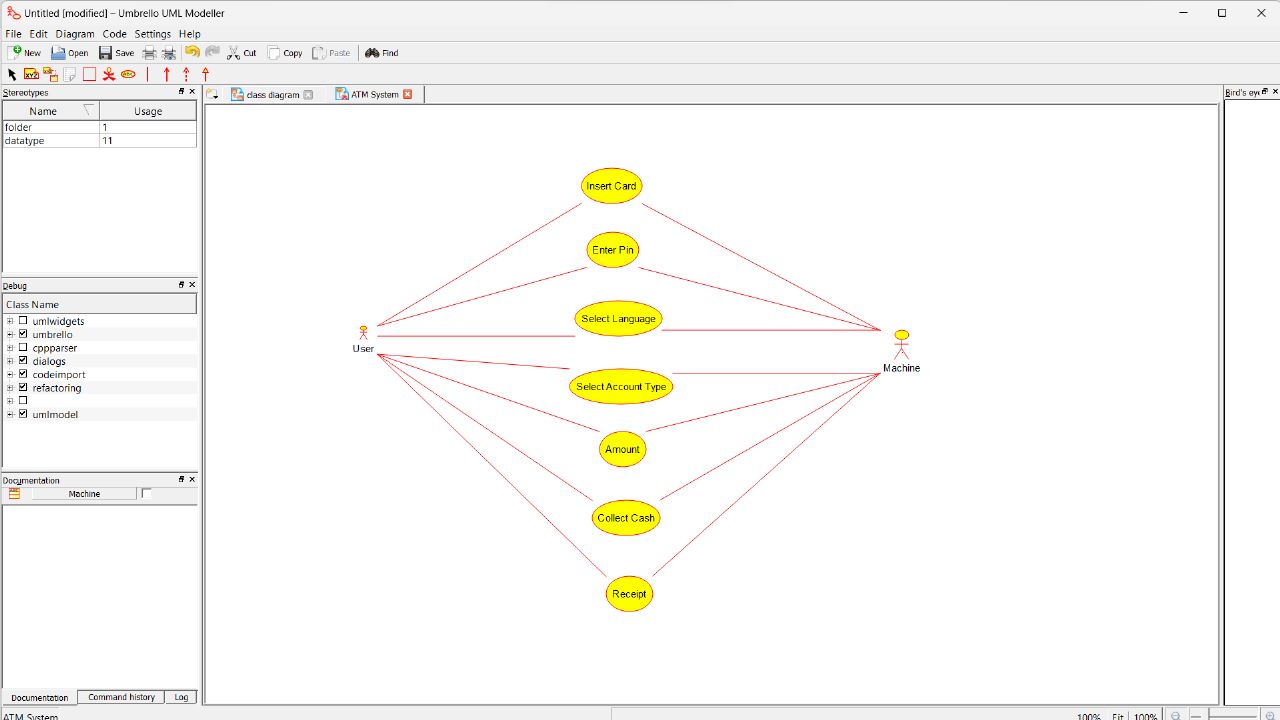 Untitled [modified] – Umbrello UML Modeller
File Edit Diagram Code Settings Help
New Open Save Cut Copy Paste Find
XYZ
Stereotypes
class diagram ATM System
Bird's eye
Name Usage
folder 1
datatype 11
Insert Card
Enter Pin
Select Language
User
Machine
Select Account Type
Amount
Collect Cash
Receipt
Debug
Class Name
umlwidgets
umbrello
cppparser
dialogs
codeimport
refactoring
umlmodel
Documentation
Machine
Documentation Command history Log
ATM System
100% Fit 100%